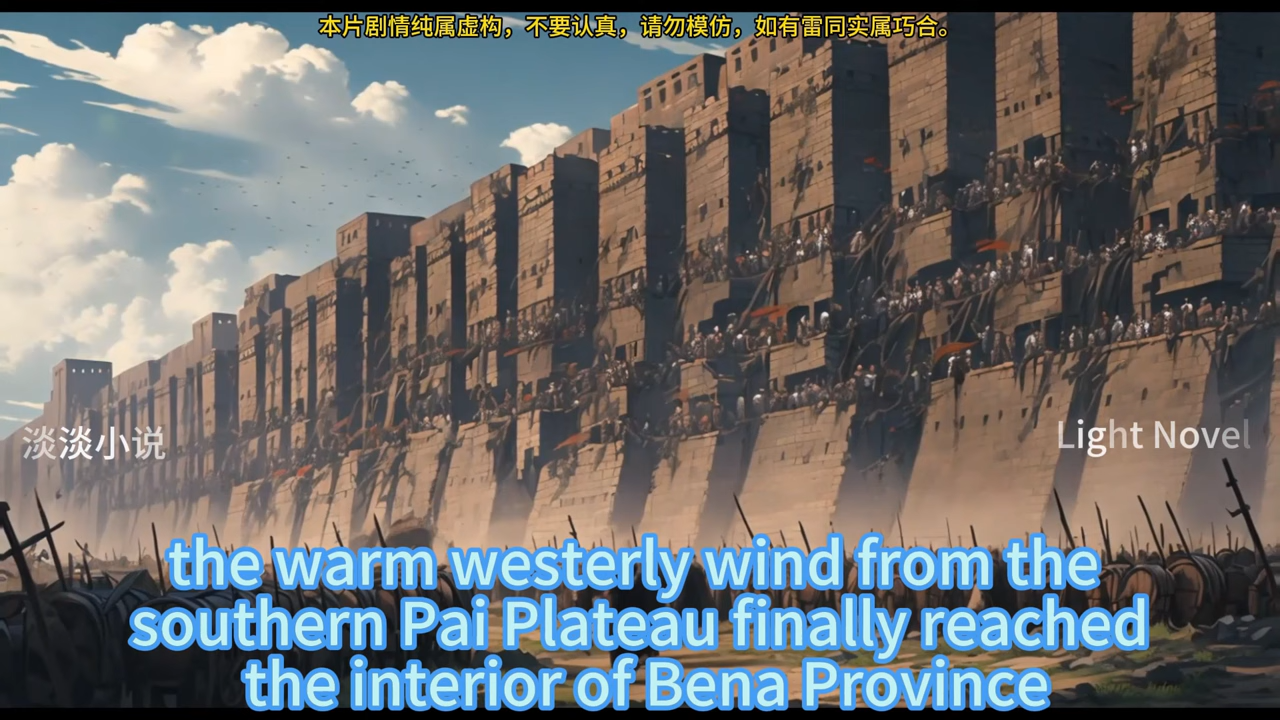 本片剧情纯属虚构，不要认真，请勿模仿，如有雷同实属巧合。
淡淡小说
Light Novel
the warm westerly wind from the
southern Pai Plateau finally reached
the interior of Bena Province